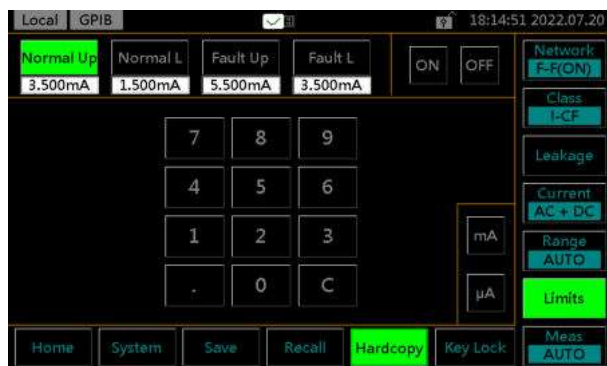 Local GPIB 18:14:51 2022.07.20
Normal Up Normal L Fault Up Fault L ON OFF
3.500mA 1.500mA 5.500mA 3.500mA
Network
F-F(ON)
Class
I-CF
Leakage
Current
AC + DC
Range
AUTO
Limits
Meas
AUTO
7 8 9
4 5 6
1 2 3
. 0 C
mA
µA
Home System Save Recall Hardcopy Key Lock